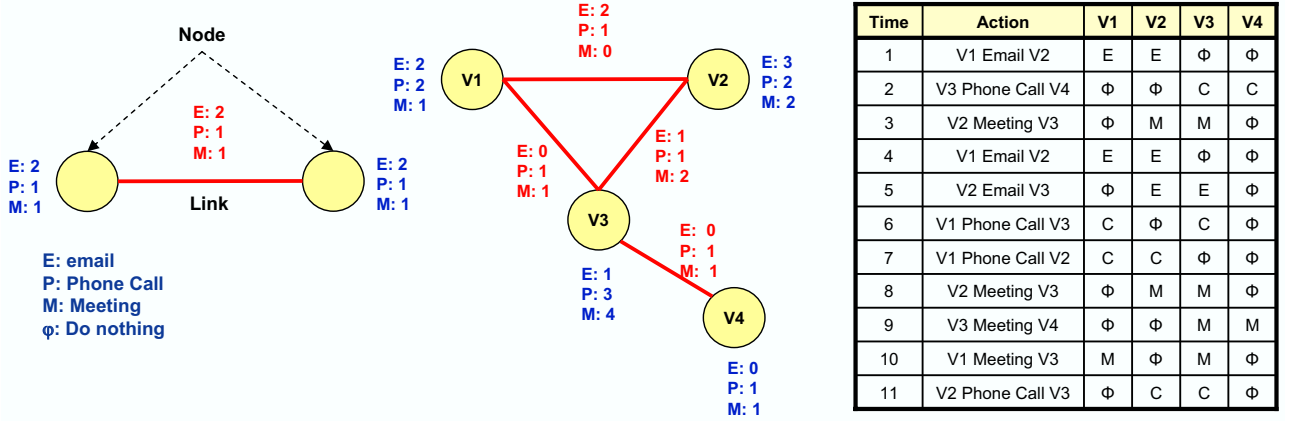 Node
E: 2
P: 1
M: 1
E: 2
P: 1
M: 1
E: 2
P: 1
M: 1
Link
E: email
P: Phone Call
M: Meeting
φ: Do nothing
E: 2
P: 1
M: 0
E: 2
P: 2
M: 1
V1
V2
E: 3
P: 2
M: 2
E: 0
P: 1
M: 1
E: 1
P: 1
M: 2
V3
E: 1
P: 3
M: 4
E: 0
P: 1
M: 1
V4
E: 0
P: 1
M: 1
Time Action V1 V2 V3 V4
1 V1 Email V2 E E Φ Φ
2 V3 Phone Call V4 Φ Φ C C
3 V2 Meeting V3 Φ M M Φ
4 V1 Email V2 E E Φ Φ
5 V2 Email V3 Φ E E Φ
6 V1 Phone Call V3 C Φ C Φ
7 V1 Phone Call V2 C C Φ Φ
8 V2 Meeting V3 Φ M M Φ
9 V3 Meeting V4 Φ Φ M M
10 V1 Meeting V3 M Φ M Φ
11 V2 Phone Call V3 Φ C C Φ